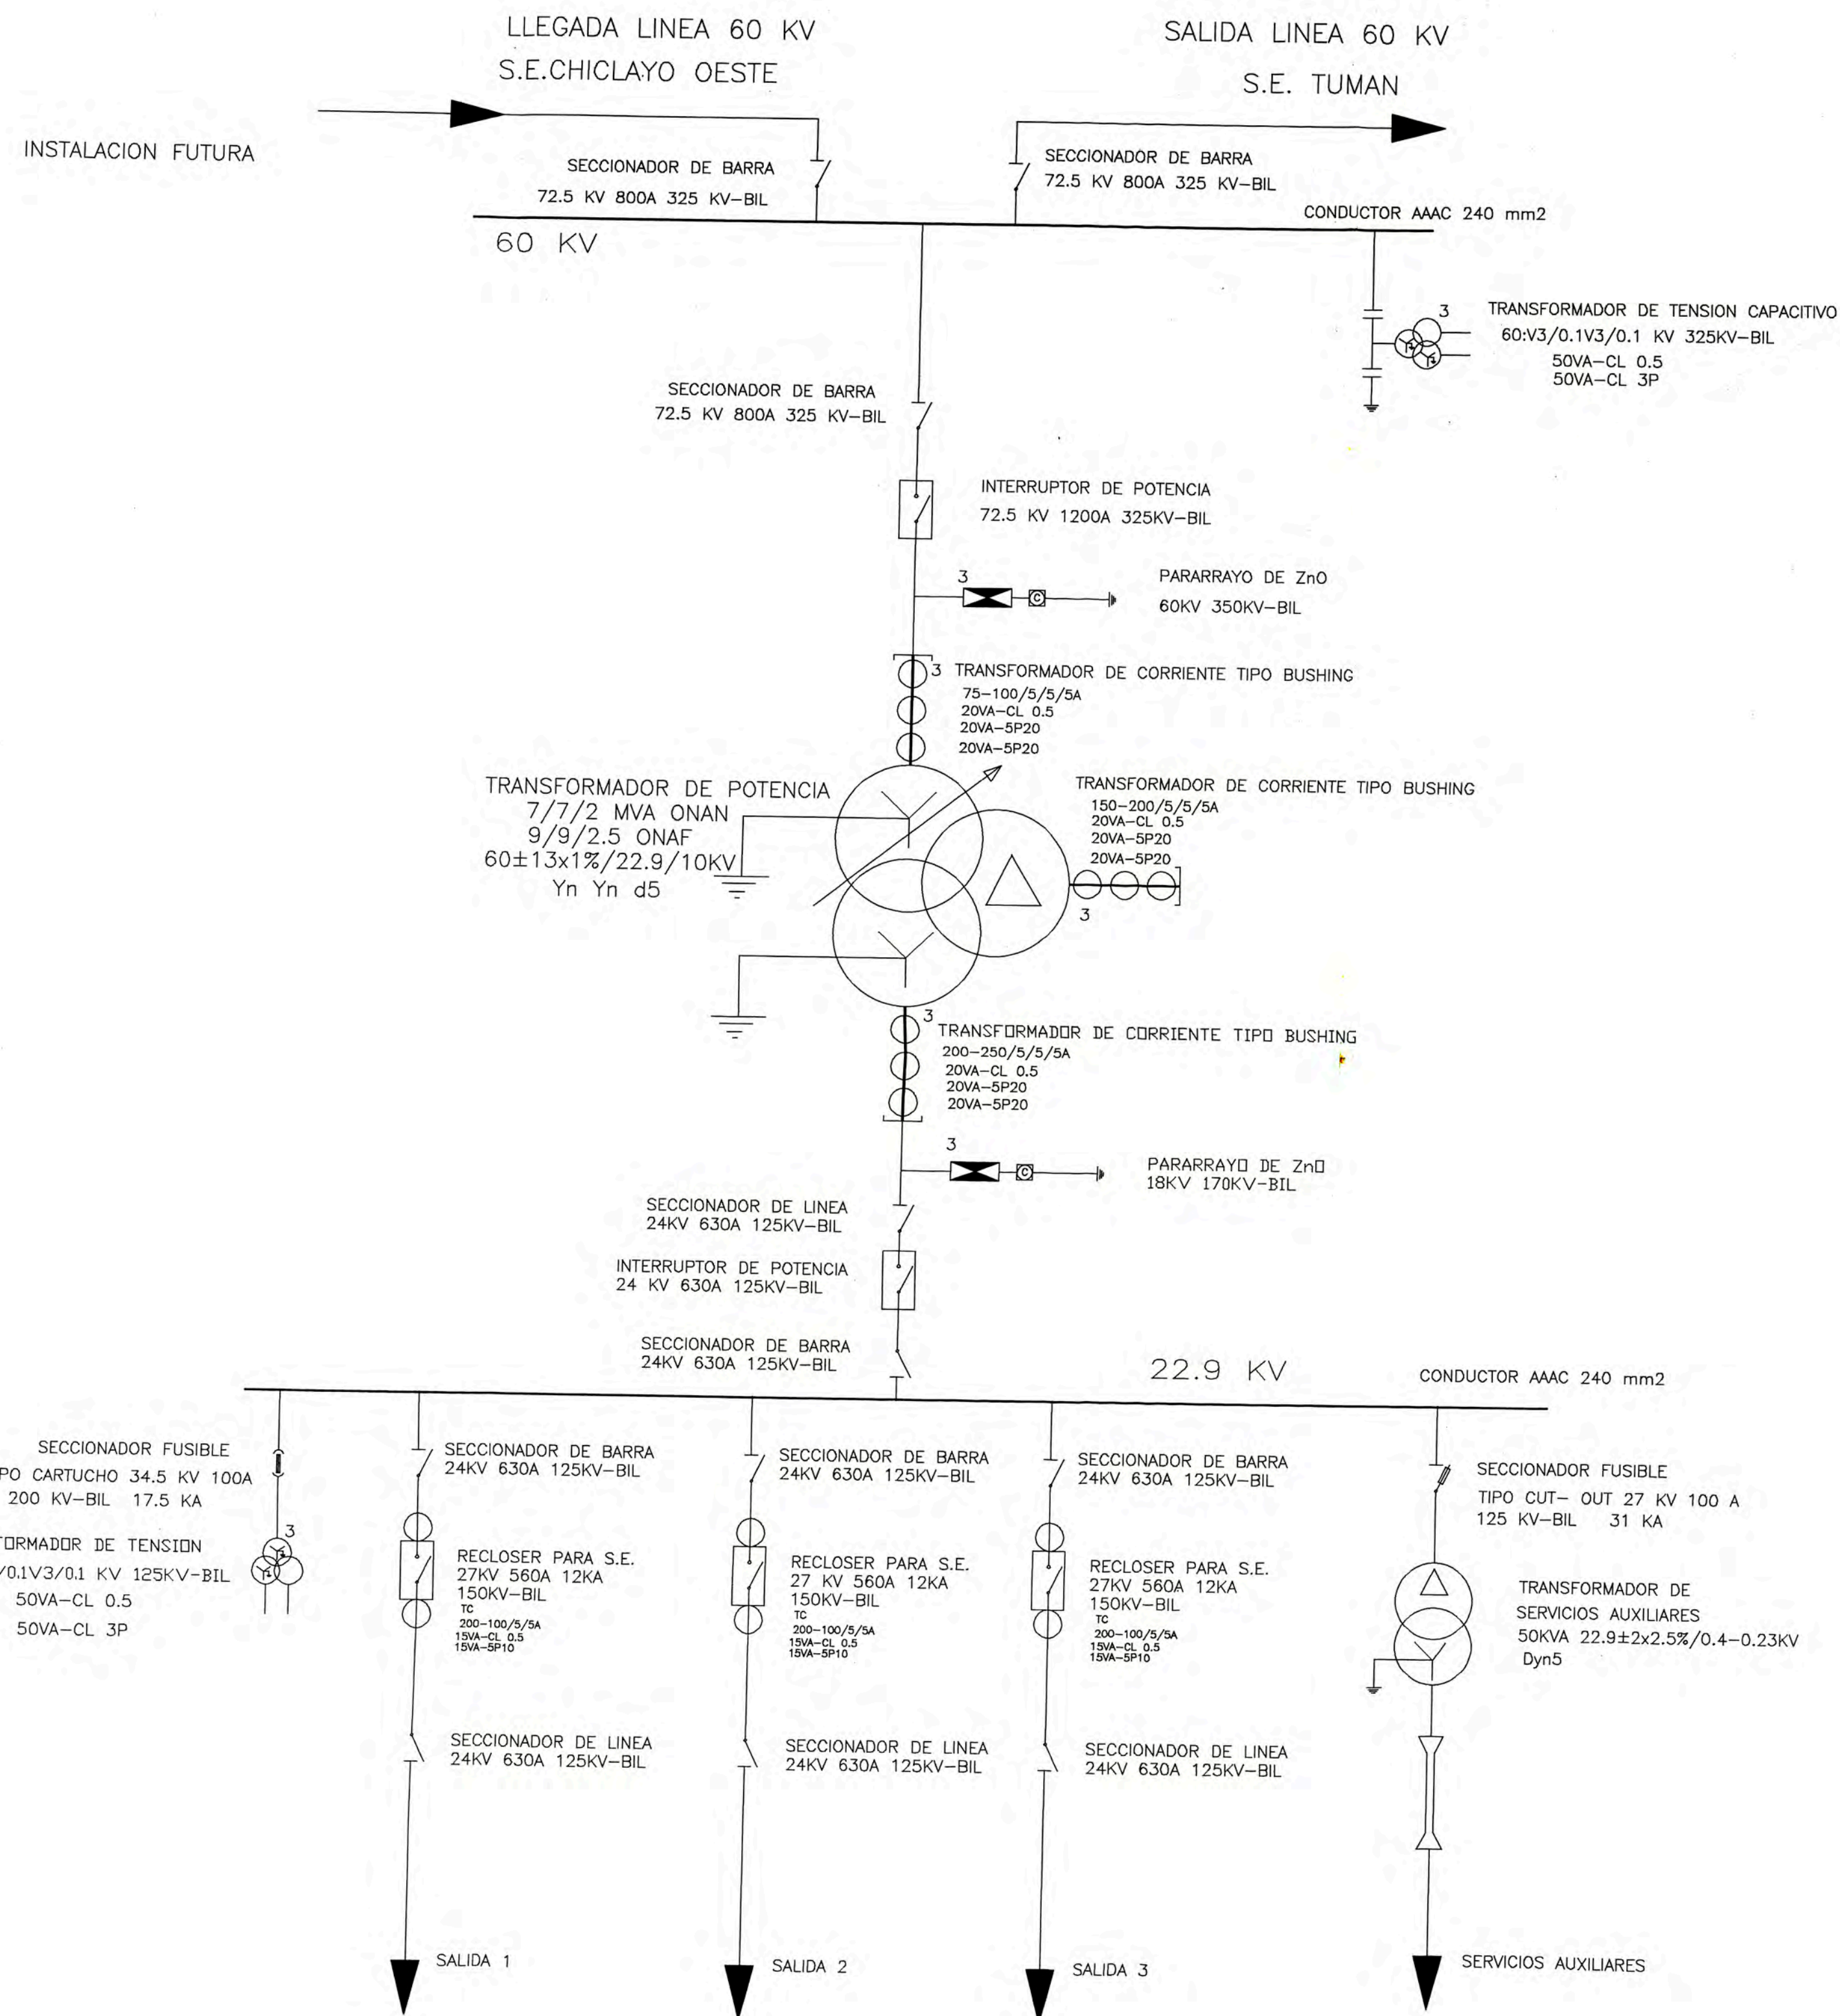 LLEGADA LINEA 60 KV
S.E.CHICLAYO OESTE
SALIDA LINEA 60 KV
S.E. TUMAN
INSTALACION FUTURA
SECCIONADOR DE BARRA
72.5 KV 800A 325 KV-BIL
SECCIONADOR DE BARRA
72.5 KV 800A 325 KV-BIL
CONDUCTOR AAAC 240 mm2
60 KV
3
TRANSFORMADOR DE TENSION CAPACITIVO
60:V3/0.1V3/0.1 KV 325KV-BIL
50VA-CL 0.5
50VA-CL 3P
SECCIONADOR DE BARRA
72.5 KV 800A 325 KV-BIL
INTERRUPTOR DE POTENCIA
72.5 KV 1200A 325KV-BIL
3
C
PARARRAYO DE ZnO
60KV 350KV-BIL
3
TRANSFORMADOR DE CORRIENTE TIPO BUSHING
75-100/5/5/5A
20VA-CL 0.5
20VA-5P20
20VA-5P20
TRANSFORMADOR DE POTENCIA
7/7/2 MVA ONAN
9/9/2.5 ONAF
60±13x1%/22.9/10KV
Yn Yn d5
TRANSFORMADOR DE CORRIENTE TIPO BUSHING
150-200/5/5/5A
20VA-CL 0.5
20VA-5P20
20VA-5P20
3
3
TRANSFORMADOR DE CORRIENTE TIPO BUSHING
200-250/5/5/5A
20VA-CL 0.5
20VA-5P20
20VA-5P20
3
C
PARARRAYO DE ZnO
18KV 170KV-BIL
SECCIONADOR DE LINEA
24KV 630A 125KV-BIL
INTERRUPTOR DE POTENCIA
24 KV 630A 125KV-BIL
SECCIONADOR DE BARRA
24KV 630A 125KV-BIL
22.9 KV
CONDUCTOR AAAC 240 mm2
SECCIONADOR FUSIBLE
PO CARTUCHO 34.5 KV 100A
200 KV-BIL 17.5 KA
3
FORMADOR DE TENSION
/0.1V3/0.1 KV 125KV-BIL
50VA-CL 0.5
50VA-CL 3P
SECCIONADOR DE BARRA
24KV 630A 125KV-BIL
RECLOSER PARA S.E.
27KV 560A 12KA
150KV-BIL
TC
200-100/5/5A
15VA-CL 0.5
15VA-5P10
SECCIONADOR DE LINEA
24KV 630A 125KV-BIL
SALIDA 1
SECCIONADOR DE BARRA
24KV 630A 125KV-BIL
RECLOSER PARA S.E.
27 KV 560A 12KA
150KV-BIL
TC
200-100/5/5A
15VA-CL 0.5
15VA-5P10
SECCIONADOR DE LINEA
24KV 630A 125KV-BIL
SALIDA 2
SECCIONADOR DE BARRA
24KV 630A 125KV-BIL
RECLOSER PARA S.E.
27KV 560A 12KA
150KV-BIL
TC
200-100/5/5A
15VA-CL 0.5
15VA-5P10
SECCIONADOR DE LINEA
24KV 630A 125KV-BIL
SALIDA 3
SECCIONADOR FUSIBLE
TIPO CUT- OUT 27 KV 100 A
125 KV-BIL 31 KA
TRANSFORMADOR DE
SERVICIOS AUXILIARES
50KVA 22.9±2x2.5%/0.4-0.23KV
Dyn5
SERVICIOS AUXILIARES